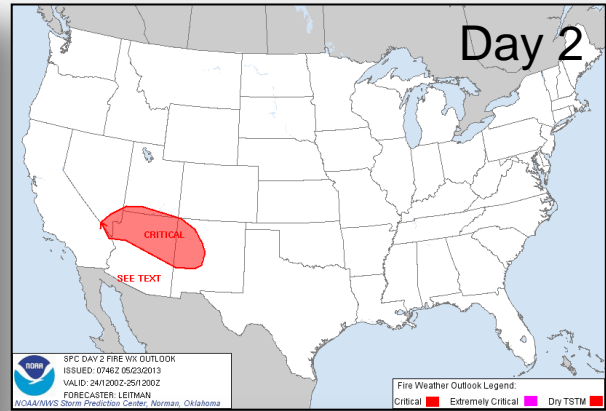 Day 2
CRITICAL
SEE TEXT
NOAA
SPC DAY 2 FIRE WX OUTLOOK
ISSUED: 0746Z 05/23/2013
VALID: 24/1200Z-25/1200Z
FORECASTER: LEITMAN
NOAA/NWS Storm Prediction Center, Norman, Oklahoma
Fire Weather Outlook Legend:
Critical Extremely Critical Dry TSTM